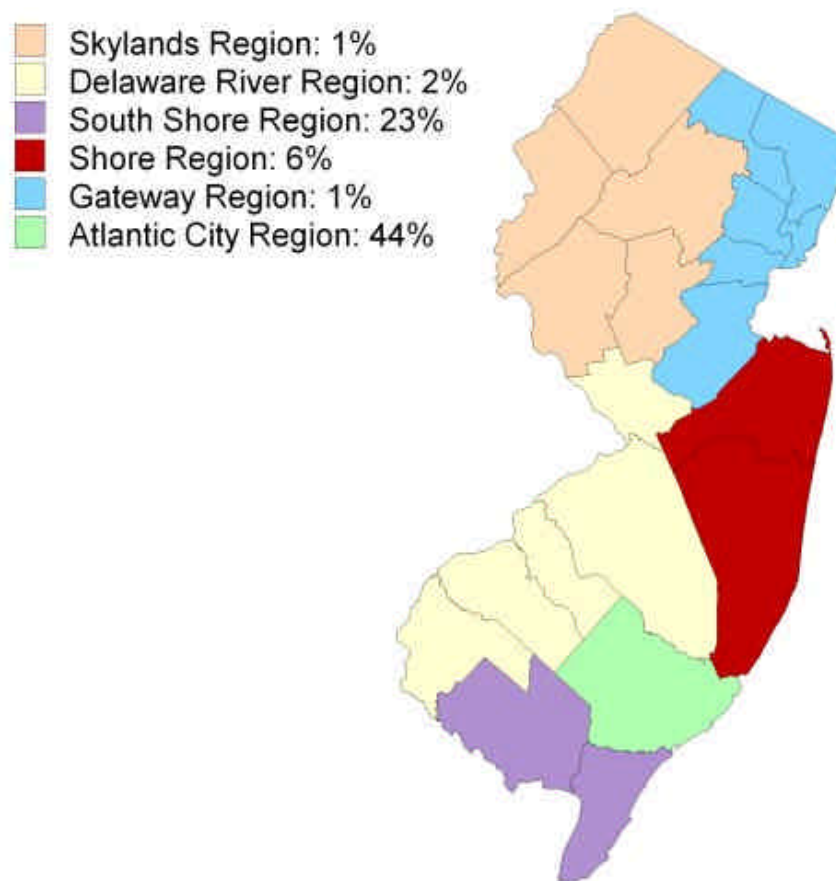 Skylands Region: 1%
Delaware River Region: 2%
South Shore Region: 23%
Shore Region: 6%
Gateway Region: 1%
Atlantic City Region: 44%